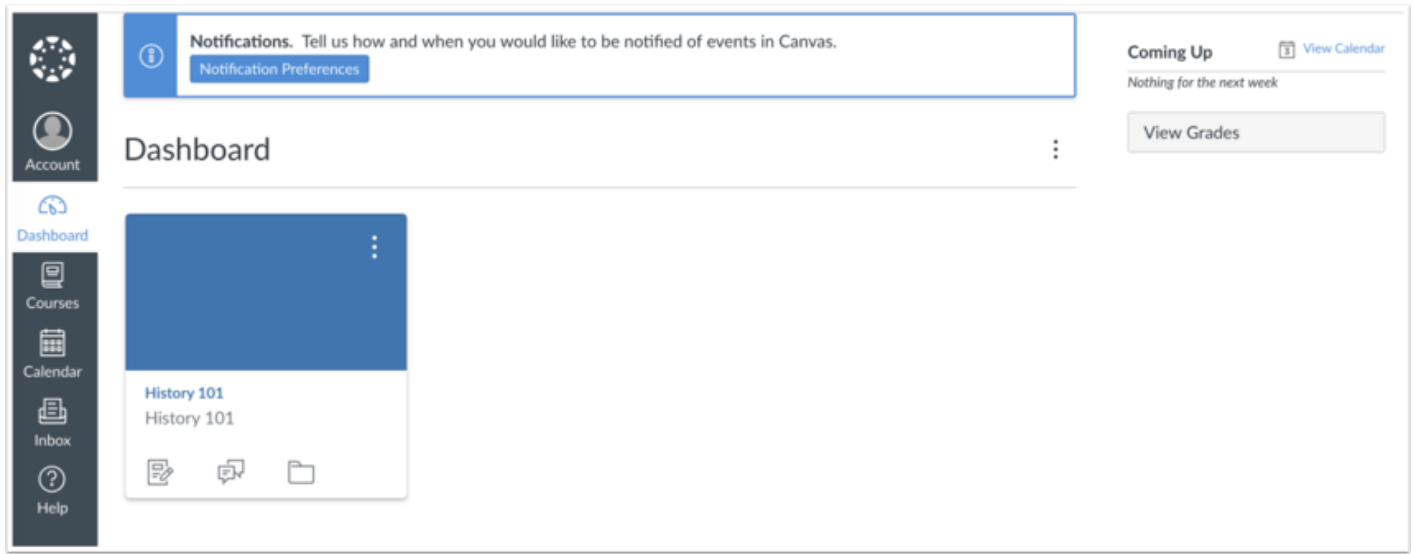 Account
Dashboard
Courses
Calendar
Inbox
Help
Notifications. Tell us how and when you would like to be notified of events in Canvas.
Notification Preferences
Dashboard
History 101
History 101
Coming Up
3
View Calendar
Nothing for the next week
View Grades